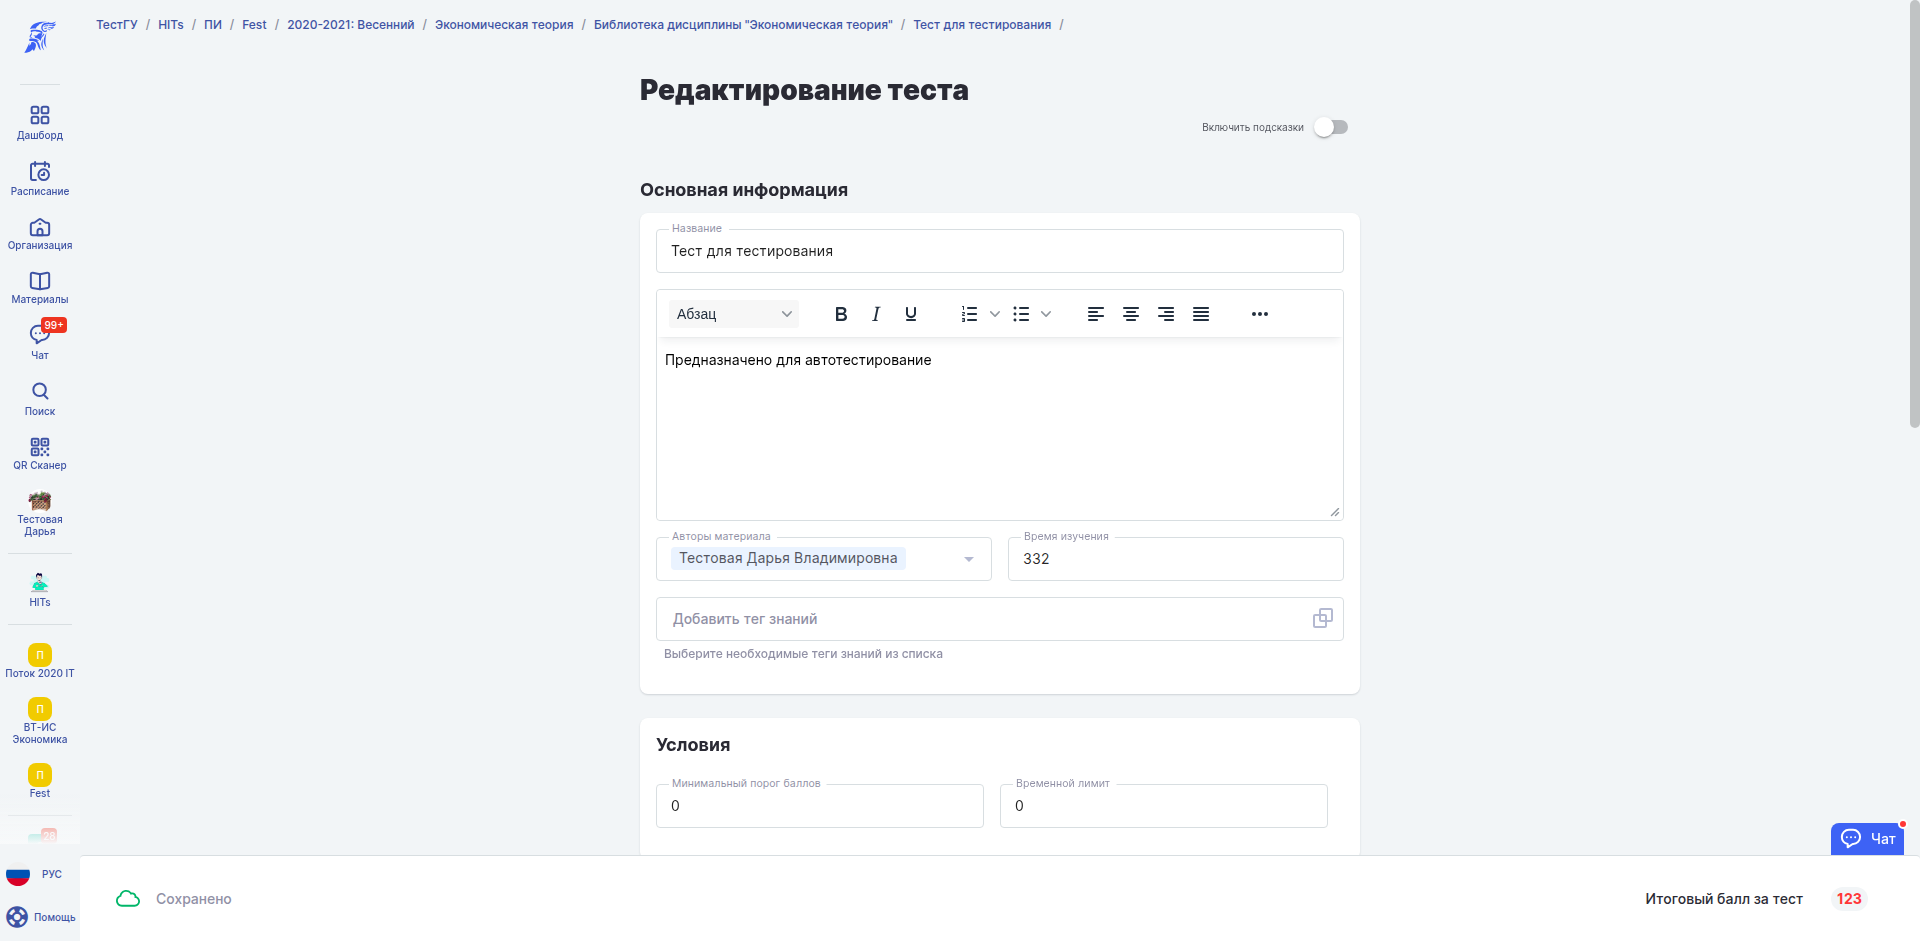 ТестГУ / HITs / ПИ / Fest / 2020-2021: Весенний / Экономическая теория / Библиотека дисциплины "Экономическая теория" / Тест для тестирования /
Дашборд
Расписание
Организация
Материалы
99+
Чат
Поиск
QR Сканер
Тестовая
Дарья
HITs
П
Поток 2020 IT
П
ВТ-ИС
Экономика
П
Fest
28
РУС
Помощь
Редактирование теста
Включить подсказки
Основная информация
Название
Тест для тестирования
Абзац
Предназначено для автотестирование
Авторы материала
Тестовая Дарья Владимировна
Время изучения
332
Добавить тег знаний
Выберите необходимые теги знаний из списка
Условия
Минимальный порог баллов
0
Временной лимит
0
Чат
Сохранено
Итоговый балл за тест 123